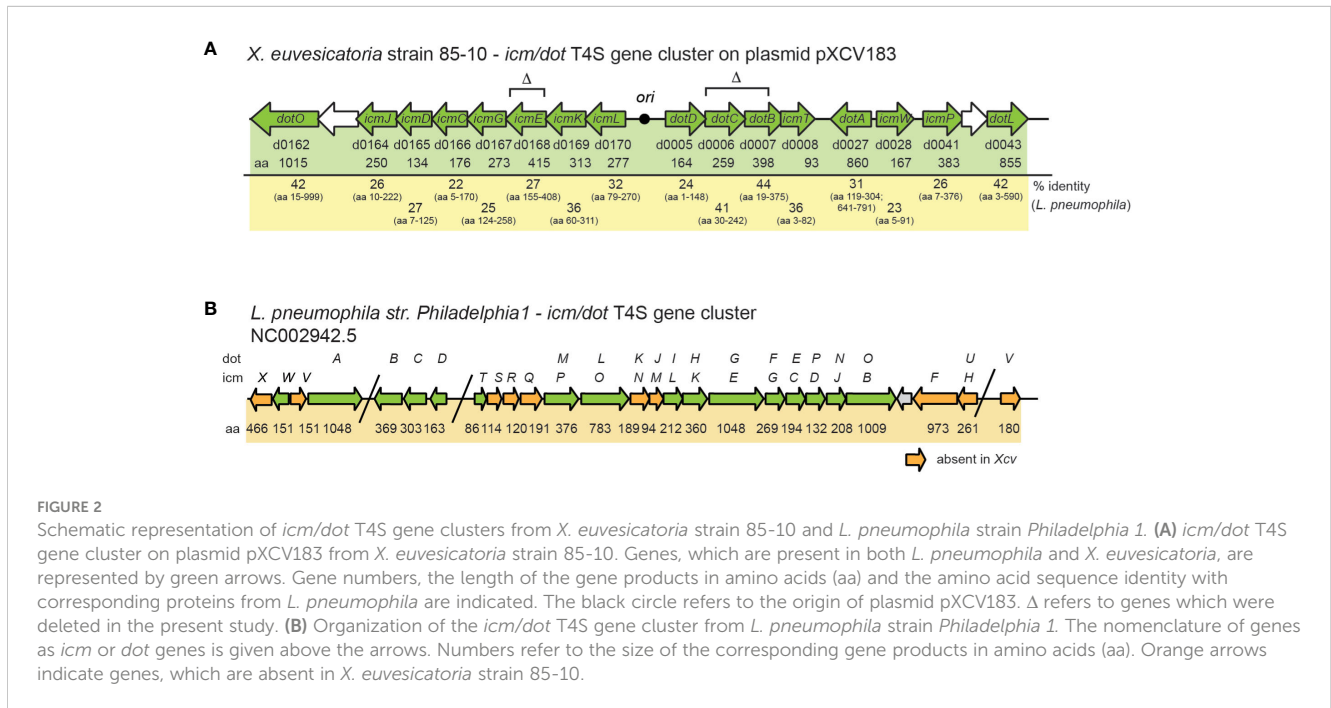 A X. euvesicatoria strain 85-10 - icm/dot T4S gene cluster on plasmid pXCV183
Δ Δ
ori
dotO icmJ icmD icmC icmG icmE icmK icmL dotD dotC dotB icmT dotA icmW icmP dotL
d0162 d0164 d0165 d0166 d0167 d0168 d0169 d0170 d0005 d0006 d0007 d0008 d0027 d0028 d0041 d0043
aa 1015 250 134 176 273 415 313 277 164 259 398 93 860 167 383 855
42 26 22 27 32 24 44 31 26 42 % identity
(aa 15-999) (aa 10-222) (aa 5-170) (aa 155-408) (aa 79-270) (aa 1-148) (aa 19-375) (aa 119-304; (aa 7-376) (aa 3-590) (L. pneumophila)
27 25 36 41 36 641-791) 23
(aa 7-125) (aa 124-258) (aa 60-311) (aa 30-242) (aa 3-82) (aa 5-91)
B L. pneumophila str. Philadelphia1 - icm/dot T4S gene cluster
NC002942.5
dot A B C D M L K J I H G F E P N O U V
icm X W V T S R Q P O N M L K E G C D J B F H
aa 466 151 151 1048 369 303 163 86 114 120 191 376 783 189 94 212 360 1048 269 194 132 208 1009 973 261 180
absent in Xcv
FIGURE 2
Schematic representation of icm/dot T4S gene clusters from X. euvesicatoria strain 85-10 and L. pneumophila strain Philadelphia 1. (A) icm/dot T4S
gene cluster on plasmid pXCV183 from X. euvesicatoria strain 85-10. Genes, which are present in both L. pneumophila and X. euvesicatoria, are
represented by green arrows. Gene numbers, the length of the gene products in amino acids (aa) and the amino acid sequence identity with
corresponding proteins from L. pneumophila are indicated. The black circle refers to the origin of plasmid pXCV183. Δ refers to genes which were
deleted in the present study. (B) Organization of the icm/dot T4S gene cluster from L. pneumophila strain Philadelphia 1. The nomenclature of genes
as icm or dot genes is given above the arrows. Numbers refer to the size of the corresponding gene products in amino acids (aa). Orange arrows
indicate genes, which are absent in X. euvesicatoria strain 85-10.